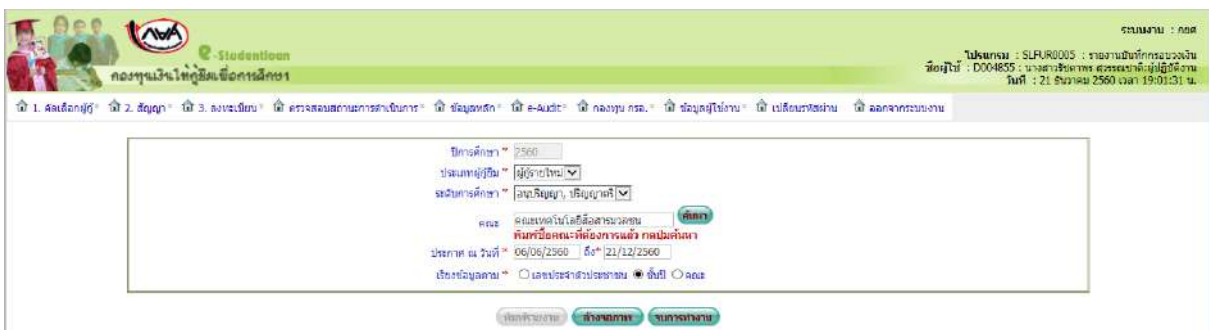 ระบบงาน : กยศ
กยศ
e-Studentloan
กองทุนเงินให้กู้ยืมเพื่อการศึกษา
โปรแกรม : SLFUR0005 : รายงานบันทึกกรอบวงเงิน
ชื่อผู้ใช้ : D004855 : นางสาวรัชดาพร สุวรรณชาติ:ผู้ปฏิบัติงาน
วันที่ : 21 ธันวาคม 2560 เวลา 19:01:31 น.
1. คัดเลือกผู้กู้ 2. สัญญา 3. ลงทะเบียน ตรวจสอบสถานะการดำเนินการ ข้อมูลหลัก e-Audit กองทุน กรอ. ข้อมูลผู้ใช้งาน เปลี่ยนรหัสผ่าน ออกจากระบบงาน
ปีการศึกษา * 2560
ประเภทผู้กู้ยืม * ผู้กู้รายใหม่
ระดับการศึกษา * อนุปริญญา, ปริญญาตรี
คณะ คณะเทคโนโลยีสื่อสารมวลชน ค้นหา
พิมพ์ชื่อคณะที่ต้องการแล้ว กดปุ่มค้นหา
ประกาศ ณ วันที่ * 06/06/2560 ถึง* 21/12/2560
เรียงข้อมูลตาม * เลขประจำตัวประชาชน ชั้นปี คณะ
พิมพ์รายงาน ล้างจอภาพ จบการทำงาน